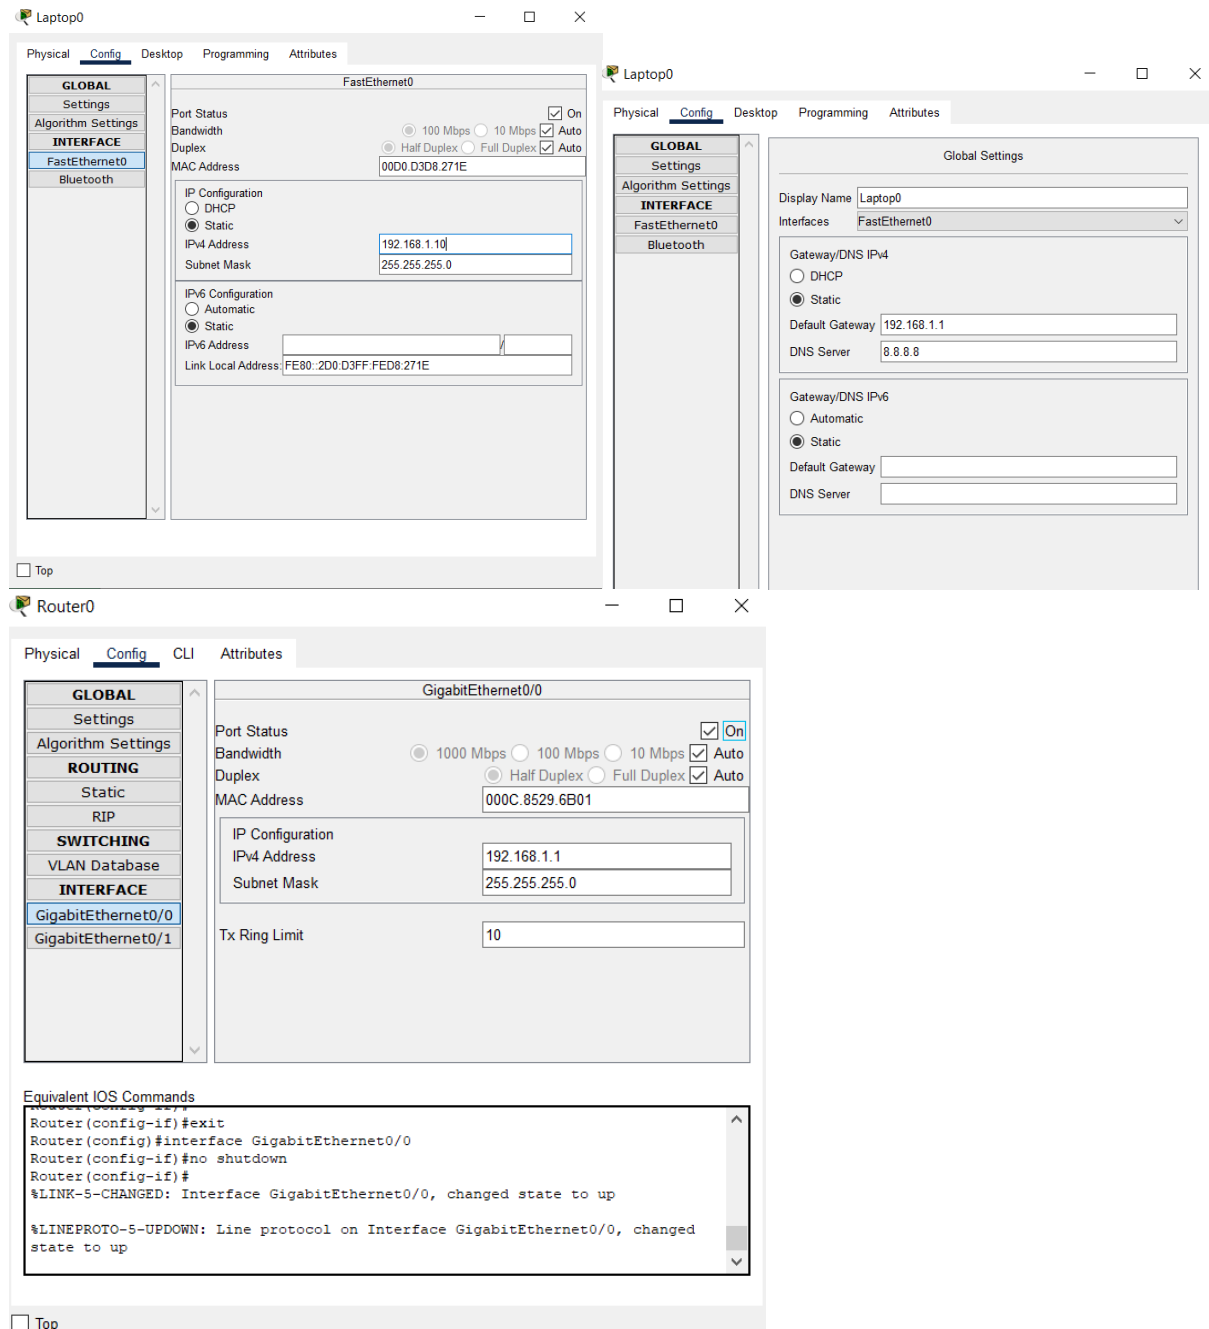 Laptop0
Physical Config Desktop Programming Attributes
GLOBAL
Settings
Algorithm Settings
INTERFACE
FastEthernet0
Bluetooth
FastEthernet0
Port Status On
Bandwidth 100 Mbps 10 Mbps Auto
Duplex Half Duplex Full Duplex Auto
MAC Address 00D0.D3D8.271E
IP Configuration
DHCP
Static
IPv4 Address 192.168.1.10
Subnet Mask 255.255.255.0
IPv6 Configuration
Automatic
Static
IPv6 Address /
Link Local Address: FE80::2D0:D3FF:FED8:271E
Top
Laptop0
Physical Config Desktop Programming Attributes
GLOBAL
Settings
Algorithm Settings
INTERFACE
FastEthernet0
Bluetooth
Global Settings
Display Name Laptop0
Interfaces FastEthernet0
Gateway/DNS IPv4
DHCP
Static
Default Gateway 192.168.1.1
DNS Server 8.8.8.8
Gateway/DNS IPv6
Automatic
Static
Default Gateway
DNS Server
Router0
Physical Config CLI Attributes
GLOBAL
Settings
Algorithm Settings
ROUTING
Static
RIP
SWITCHING
VLAN Database
INTERFACE
GigabitEthernet0/0
GigabitEthernet0/1
GigabitEthernet0/0
Port Status On
Bandwidth 1000 Mbps 100 Mbps 10 Mbps Auto
Duplex Half Duplex Full Duplex Auto
MAC Address 000C.8529.6B01
IP Configuration
IPv4 Address 192.168.1.1
Subnet Mask 255.255.255.0
Tx Ring Limit 10
Equivalent IOS Commands
Router(config-if)#
Router(config-if)#exit
Router(config)#interface GigabitEthernet0/0
Router(config-if)#no shutdown
Router(config-if)#
%LINK-5-CHANGED: Interface GigabitEthernet0/0, changed state to up
%LINEPROTO-5-UPDOWN: Line protocol on Interface GigabitEthernet0/0, changed
state to up
Top